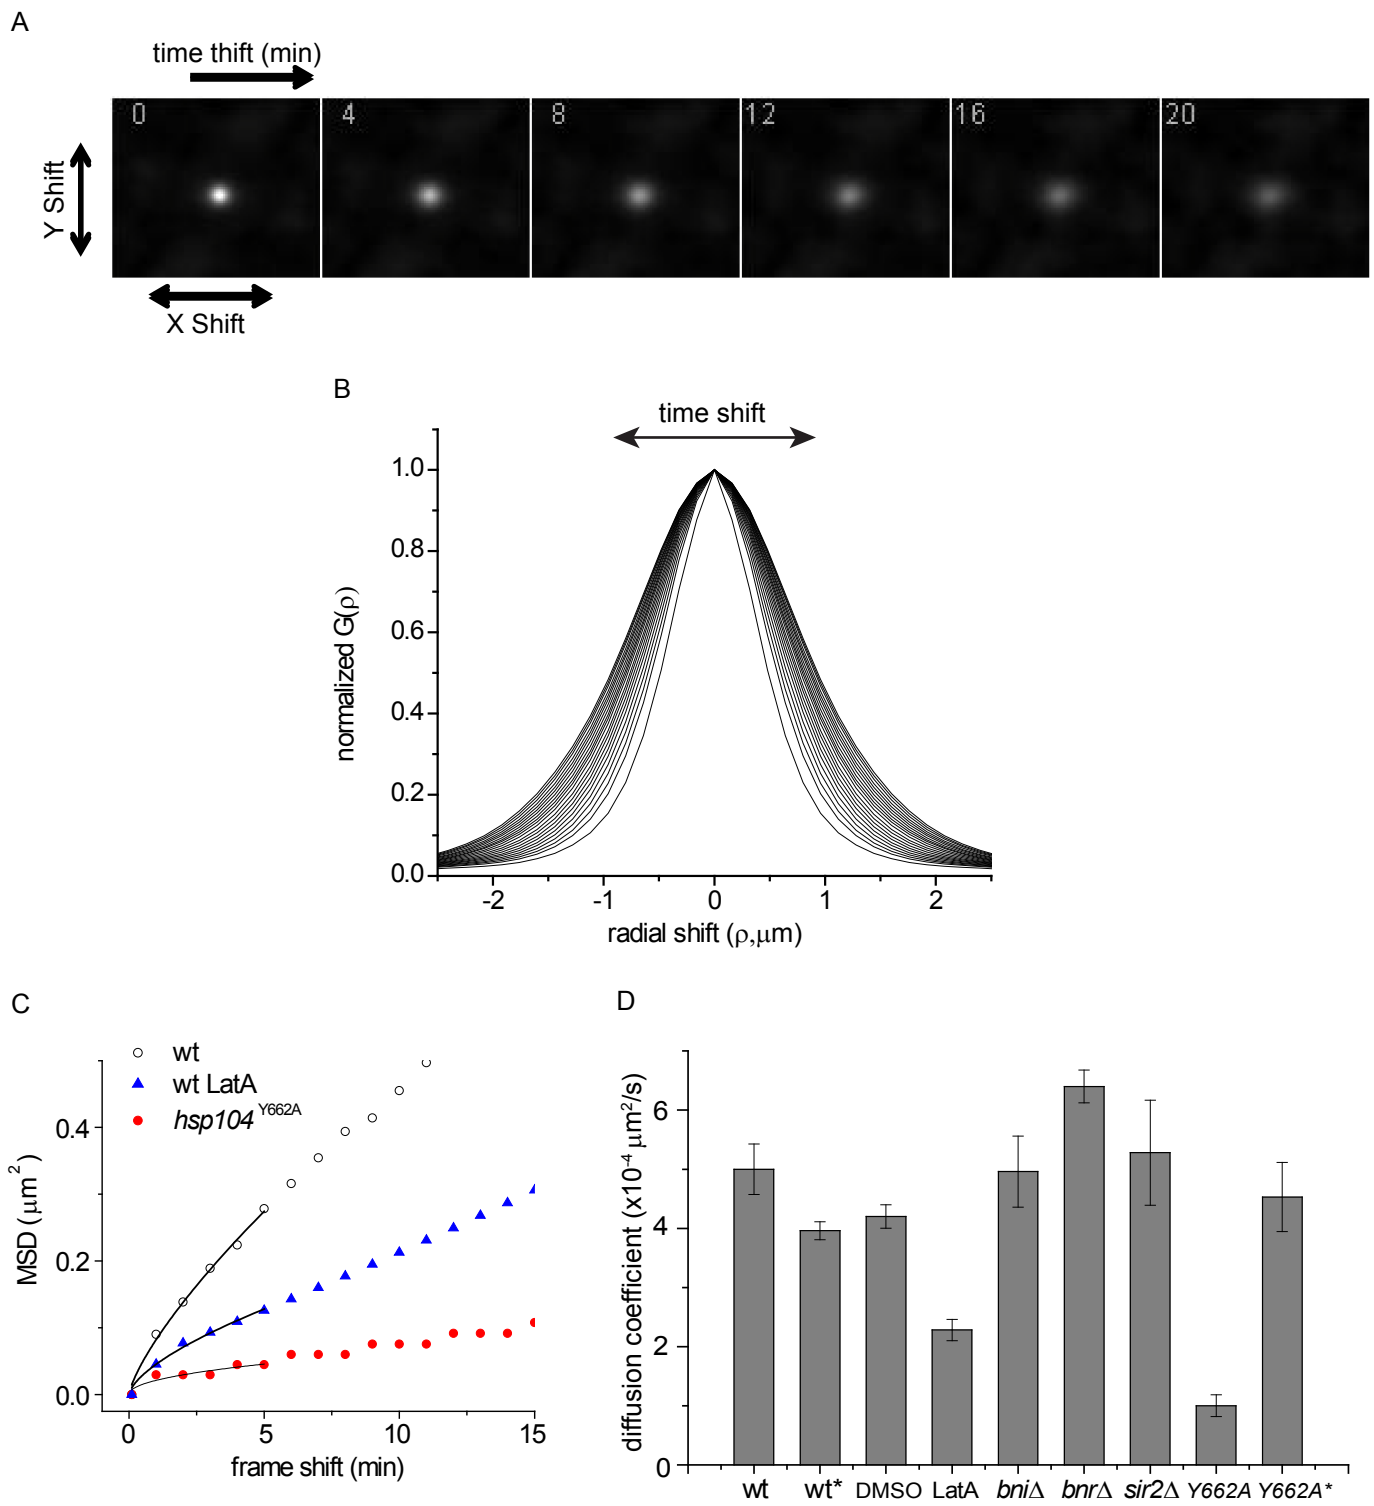 A
time thift (min)
0 4 8 12 16 20
Y Shift
X Shift
B
time shift
1.0
0.8
0.6
0.4
0.2
0.0
normalized G(ρ)
-2 -1 0 1 2
radial shift (ρ,μm)
C
wt
wt LatA
hsp104 Y662A
0.4
0.2
0.0
MSD (μm²)
0 5 10 15
frame shift (min)
D
6
4
2
0
diffusion coefficient (x10⁻⁴ μm²/s)
wt wt* DMSO LatA bniΔ bnrΔ sir2Δ Y662A Y662A*